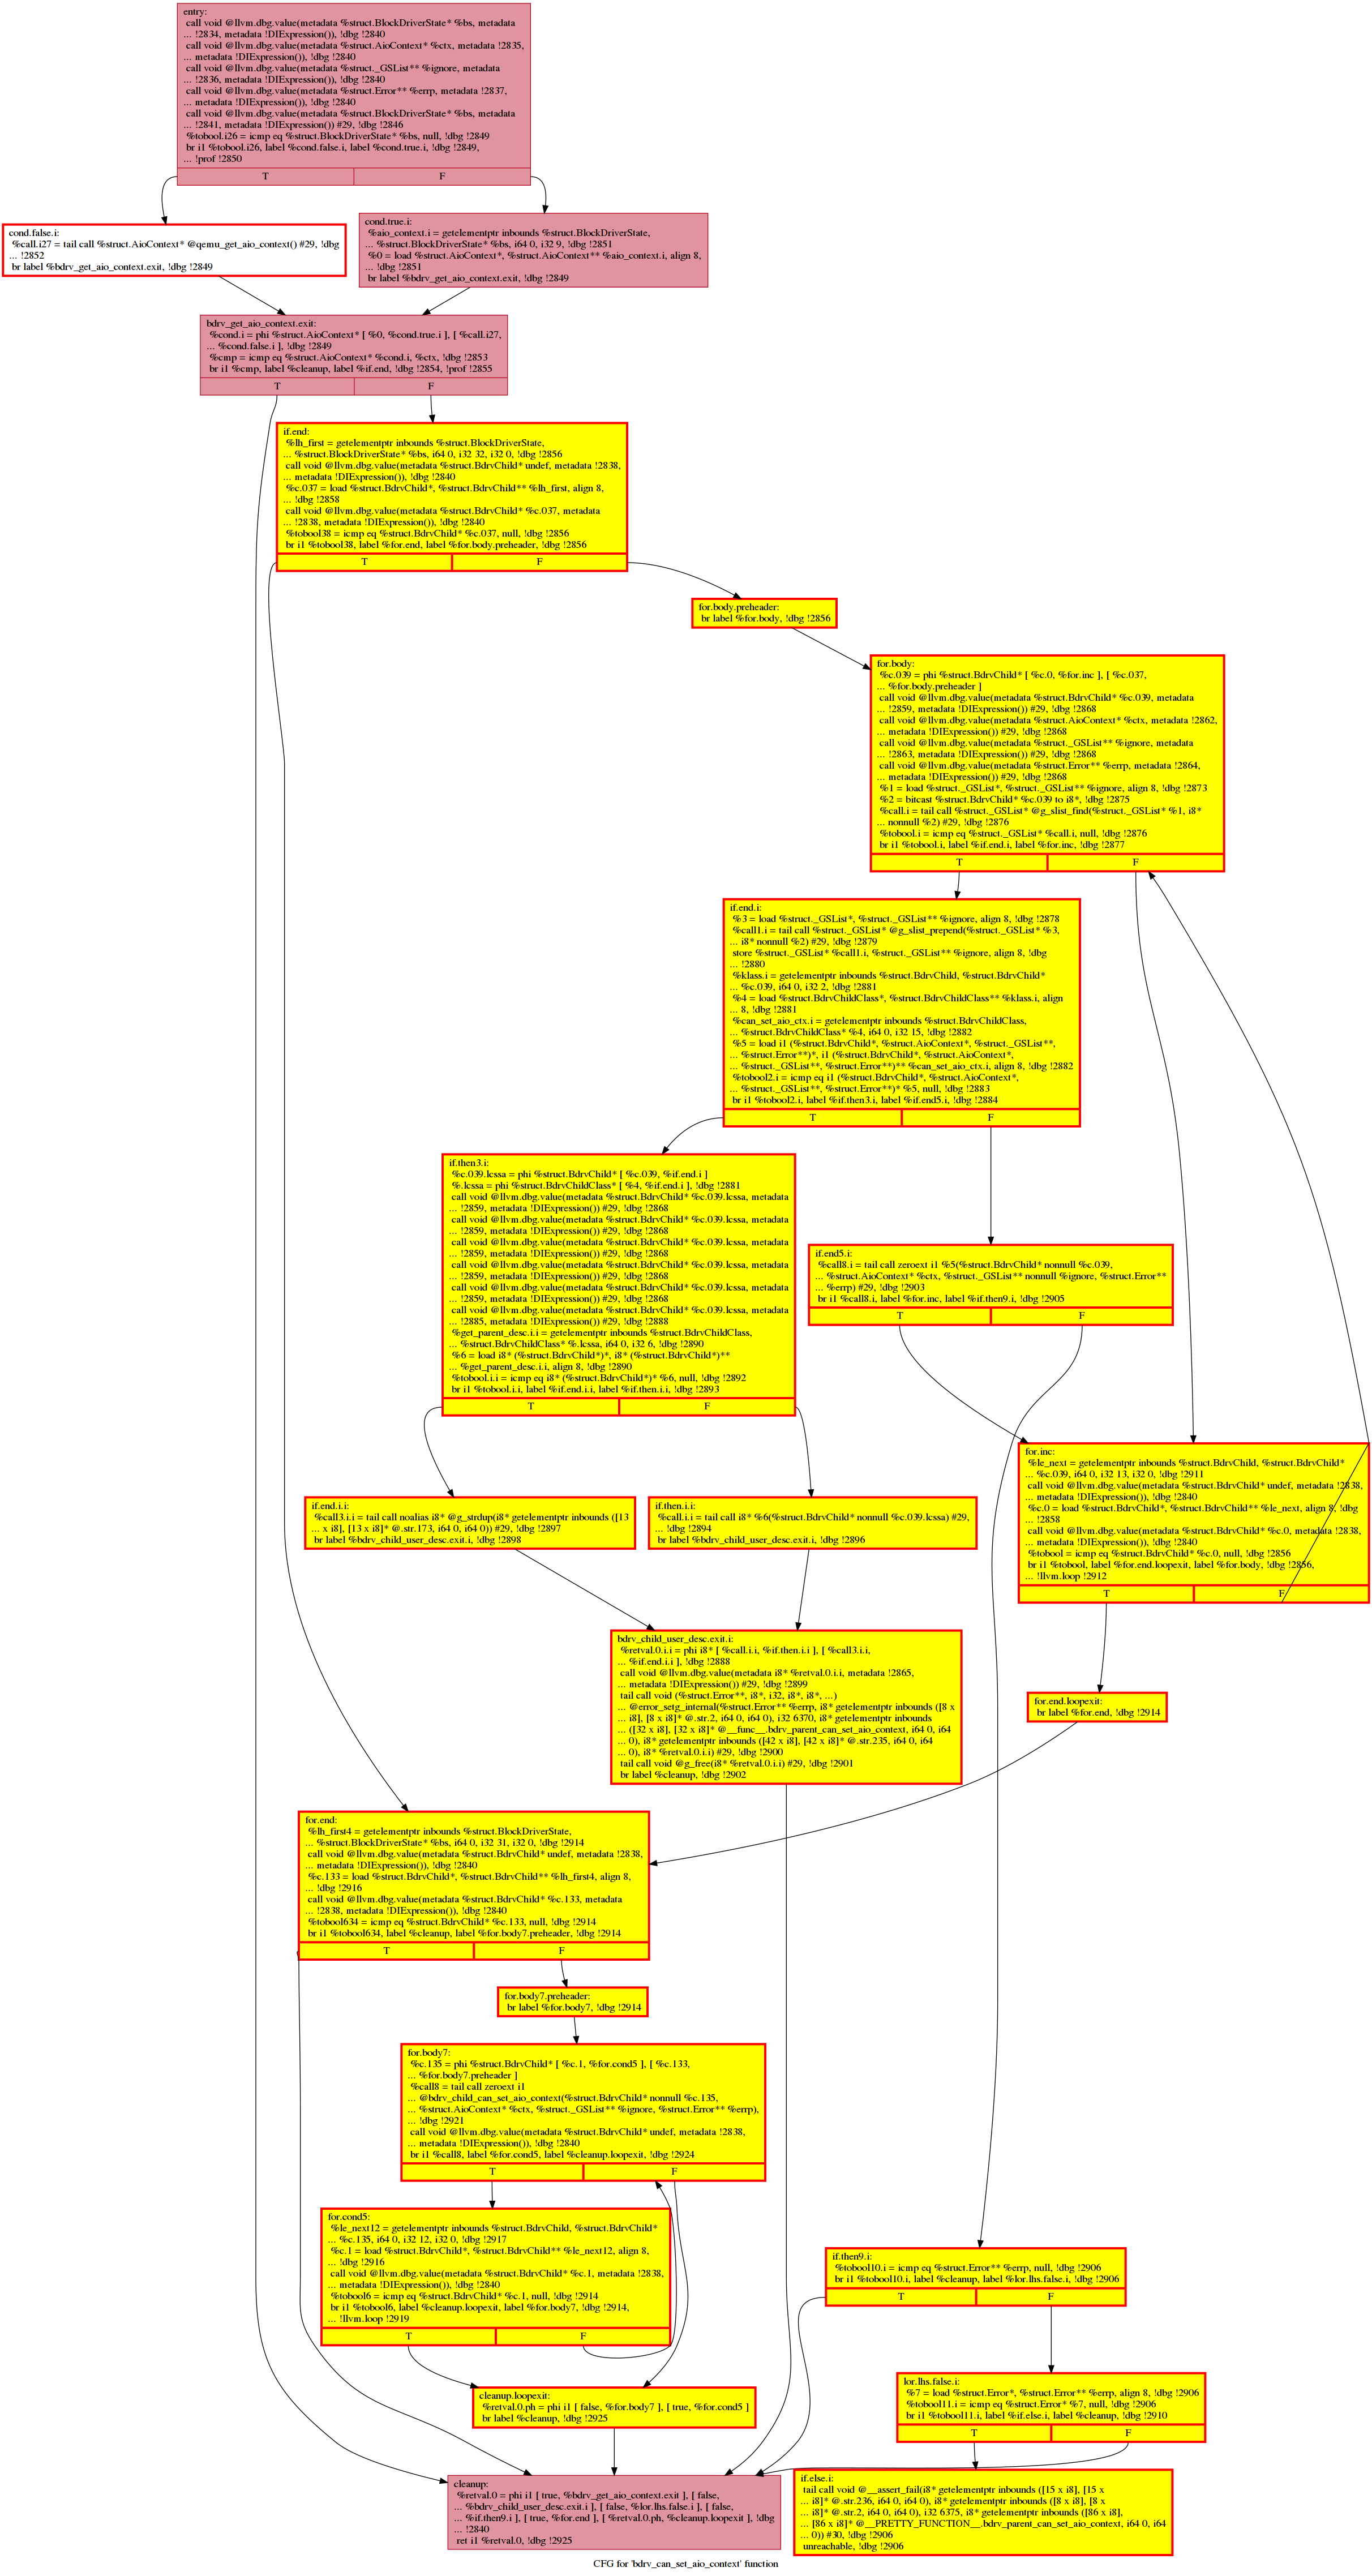 entry:
call void @llvm.dbg.value(metadata %struct.BlockDriverState* %bs, metadata
... !2834, metadata !DIExpression()), !dbg !2840
call void @llvm.dbg.value(metadata %struct.AioContext* %ctx, metadata !2835,
... metadata !DIExpression()), !dbg !2840
call void @llvm.dbg.value(metadata %struct._GSList** %ignore, metadata
... !2836, metadata !DIExpression()), !dbg !2840
call void @llvm.dbg.value(metadata %struct.Error** %errp, metadata !2837,
... metadata !DIExpression()), !dbg !2840
call void @llvm.dbg.value(metadata %struct.BlockDriverState* %bs, metadata
... !2841, metadata !DIExpression()) #29, !dbg !2846
%tobool.i26 = icmp eq %struct.BlockDriverState* %bs, null, !dbg !2849
br i1 %tobool.i26, label %cond.false.i, label %cond.true.i, !dbg !2849,
... !prof !2850
T F
cond.false.i:
%call.i27 = tail call %struct.AioContext* @qemu_get_aio_context() #29, !dbg
... !2852
br label %bdrv_get_aio_context.exit, !dbg !2849
cond.true.i:
%aio_context.i = getelementptr inbounds %struct.BlockDriverState,
... %struct.BlockDriverState* %bs, i64 0, i32 9, !dbg !2851
%0 = load %struct.AioContext*, %struct.AioContext** %aio_context.i, align 8,
... !dbg !2851
br label %bdrv_get_aio_context.exit, !dbg !2849
bdrv_get_aio_context.exit:
%cond.i = phi %struct.AioContext* [ %0, %cond.true.i ], [ %call.i27,
... %cond.false.i ], !dbg !2849
%cmp = icmp eq %struct.AioContext* %cond.i, %ctx, !dbg !2853
br i1 %cmp, label %cleanup, label %if.end, !dbg !2854, !prof !2855
T F
if.end:
%lh_first = getelementptr inbounds %struct.BlockDriverState,
... %struct.BlockDriverState* %bs, i64 0, i32 32, i32 0, !dbg !2856
call void @llvm.dbg.value(metadata %struct.BdrvChild* undef, metadata !2838,
... metadata !DIExpression()), !dbg !2840
%c.037 = load %struct.BdrvChild*, %struct.BdrvChild** %lh_first, align 8,
... !dbg !2858
call void @llvm.dbg.value(metadata %struct.BdrvChild* %c.037, metadata
... !2838, metadata !DIExpression()), !dbg !2840
%tobool38 = icmp eq %struct.BdrvChild* %c.037, null, !dbg !2856
br i1 %tobool38, label %for.end, label %for.body.preheader, !dbg !2856
T F
for.body.preheader:
br label %for.body, !dbg !2856
for.body:
%c.039 = phi %struct.BdrvChild* [ %c.0, %for.inc ], [ %c.037,
... %for.body.preheader ]
call void @llvm.dbg.value(metadata %struct.BdrvChild* %c.039, metadata
... !2859, metadata !DIExpression()) #29, !dbg !2868
call void @llvm.dbg.value(metadata %struct.AioContext* %ctx, metadata !2862,
... metadata !DIExpression()) #29, !dbg !2868
call void @llvm.dbg.value(metadata %struct._GSList** %ignore, metadata
... !2863, metadata !DIExpression()) #29, !dbg !2868
call void @llvm.dbg.value(metadata %struct.Error** %errp, metadata !2864,
... metadata !DIExpression()) #29, !dbg !2868
%1 = load %struct._GSList*, %struct._GSList** %ignore, align 8, !dbg !2873
%2 = bitcast %struct.BdrvChild* %c.039 to i8*, !dbg !2875
%call.i = tail call %struct._GSList* @g_slist_find(%struct._GSList* %1, i8*
... nonnull %2) #29, !dbg !2876
%tobool.i = icmp eq %struct._GSList* %call.i, null, !dbg !2876
br i1 %tobool.i, label %if.end.i, label %for.inc, !dbg !2877
T F
if.end.i:
%3 = load %struct._GSList*, %struct._GSList** %ignore, align 8, !dbg !2878
%call1.i = tail call %struct._GSList* @g_slist_prepend(%struct._GSList* %3,
... i8* nonnull %2) #29, !dbg !2879
store %struct._GSList* %call1.i, %struct._GSList** %ignore, align 8, !dbg
... !2880
%klass.i = getelementptr inbounds %struct.BdrvChild, %struct.BdrvChild*
... %c.039, i64 0, i32 2, !dbg !2881
%4 = load %struct.BdrvChildClass*, %struct.BdrvChildClass** %klass.i, align
... 8, !dbg !2881
%can_set_aio_ctx.i = getelementptr inbounds %struct.BdrvChildClass,
... %struct.BdrvChildClass* %4, i64 0, i32 15, !dbg !2882
%5 = load i1 (%struct.BdrvChild*, %struct.AioContext*, %struct._GSList**,
... %struct.Error**)*, i1 (%struct.BdrvChild*, %struct.AioContext*,
... %struct._GSList**, %struct.Error**)** %can_set_aio_ctx.i, align 8, !dbg !2882
%tobool2.i = icmp eq i1 (%struct.BdrvChild*, %struct.AioContext*,
... %struct._GSList**, %struct.Error**)* %5, null, !dbg !2883
br i1 %tobool2.i, label %if.then3.i, label %if.end5.i, !dbg !2884
T F
if.then3.i:
%c.039.lcssa = phi %struct.BdrvChild* [ %c.039, %if.end.i ]
%.lcssa = phi %struct.BdrvChildClass* [ %4, %if.end.i ], !dbg !2881
call void @llvm.dbg.value(metadata %struct.BdrvChild* %c.039.lcssa, metadata
... !2859, metadata !DIExpression()) #29, !dbg !2868
call void @llvm.dbg.value(metadata %struct.BdrvChild* %c.039.lcssa, metadata
... !2859, metadata !DIExpression()) #29, !dbg !2868
call void @llvm.dbg.value(metadata %struct.BdrvChild* %c.039.lcssa, metadata
... !2859, metadata !DIExpression()) #29, !dbg !2868
call void @llvm.dbg.value(metadata %struct.BdrvChild* %c.039.lcssa, metadata
... !2859, metadata !DIExpression()) #29, !dbg !2868
call void @llvm.dbg.value(metadata %struct.BdrvChild* %c.039.lcssa, metadata
... !2859, metadata !DIExpression()) #29, !dbg !2868
call void @llvm.dbg.value(metadata %struct.BdrvChild* %c.039.lcssa, metadata
... !2885, metadata !DIExpression()) #29, !dbg !2888
%get_parent_desc.i.i = getelementptr inbounds %struct.BdrvChildClass,
... %struct.BdrvChildClass* %.lcssa, i64 0, i32 6, !dbg !2890
%6 = load i8* (%struct.BdrvChild*)*, i8* (%struct.BdrvChild*)**
... %get_parent_desc.i.i, align 8, !dbg !2890
%tobool.i.i = icmp eq i8* (%struct.BdrvChild*)* %6, null, !dbg !2892
br i1 %tobool.i.i, label %if.end.i.i, label %if.then.i.i, !dbg !2893
T F
if.end5.i:
%call8.i = tail call zeroext i1 %5(%struct.BdrvChild* nonnull %c.039,
... %struct.AioContext* %ctx, %struct._GSList** nonnull %ignore, %struct.Error**
... %errp) #29, !dbg !2903
br i1 %call8.i, label %for.inc, label %if.then9.i, !dbg !2905
T F
for.inc:
%le_next = getelementptr inbounds %struct.BdrvChild, %struct.BdrvChild*
... %c.039, i64 0, i32 13, i32 0, !dbg !2911
call void @llvm.dbg.value(metadata %struct.BdrvChild* undef, metadata !2838,
... metadata !DIExpression()), !dbg !2840
%c.0 = load %struct.BdrvChild*, %struct.BdrvChild** %le_next, align 8, !dbg
... !2858
call void @llvm.dbg.value(metadata %struct.BdrvChild* %c.0, metadata !2838,
... metadata !DIExpression()), !dbg !2840
%tobool = icmp eq %struct.BdrvChild* %c.0, null, !dbg !2856
br i1 %tobool, label %for.end.loopexit, label %for.body, !dbg !2856,
... !llvm.loop !2912
T F
if.end.i.i:
%call3.i.i = tail call noalias i8* @g_strdup(i8* getelementptr inbounds ([13
... x i8], [13 x i8]* @.str.173, i64 0, i64 0)) #29, !dbg !2897
br label %bdrv_child_user_desc.exit.i, !dbg !2898
if.then.i.i:
%call.i.i = tail call i8* %6(%struct.BdrvChild* nonnull %c.039.lcssa) #29,
... !dbg !2894
br label %bdrv_child_user_desc.exit.i, !dbg !2896
bdrv_child_user_desc.exit.i:
%retval.0.i.i = phi i8* [ %call.i.i, %if.then.i.i ], [ %call3.i.i,
... %if.end.i.i ], !dbg !2888
call void @llvm.dbg.value(metadata i8* %retval.0.i.i, metadata !2865,
... metadata !DIExpression()) #29, !dbg !2899
tail call void (%struct.Error**, i8*, i32, i8*, i8*, ...)
... @error_setg_internal(%struct.Error** %errp, i8* getelementptr inbounds ([8 x
... i8], [8 x i8]* @.str.2, i64 0, i64 0), i32 6370, i8* getelementptr inbounds
... ([32 x i8], [32 x i8]* @__func__.bdrv_parent_can_set_aio_context, i64 0, i64
... 0), i8* getelementptr inbounds ([42 x i8], [42 x i8]* @.str.235, i64 0, i64
... 0), i8* %retval.0.i.i) #29, !dbg !2900
tail call void @g_free(i8* %retval.0.i.i) #29, !dbg !2901
br label %cleanup, !dbg !2902
for.end.loopexit:
br label %for.end, !dbg !2914
for.end:
%lh_first4 = getelementptr inbounds %struct.BlockDriverState,
... %struct.BlockDriverState* %bs, i64 0, i32 31, i32 0, !dbg !2914
call void @llvm.dbg.value(metadata %struct.BdrvChild* undef, metadata !2838,
... metadata !DIExpression()), !dbg !2840
%c.133 = load %struct.BdrvChild*, %struct.BdrvChild** %lh_first4, align 8,
... !dbg !2916
call void @llvm.dbg.value(metadata %struct.BdrvChild* %c.133, metadata
... !2838, metadata !DIExpression()), !dbg !2840
%tobool634 = icmp eq %struct.BdrvChild* %c.133, null, !dbg !2914
br i1 %tobool634, label %cleanup, label %for.body7.preheader, !dbg !2914
T F
for.body7.preheader:
br label %for.body7, !dbg !2914
for.body7:
%c.135 = phi %struct.BdrvChild* [ %c.1, %for.cond5 ], [ %c.133,
... %for.body7.preheader ]
%call8 = tail call zeroext i1
... @bdrv_child_can_set_aio_context(%struct.BdrvChild* nonnull %c.135,
... %struct.AioContext* %ctx, %struct._GSList** %ignore, %struct.Error** %errp),
... !dbg !2921
call void @llvm.dbg.value(metadata %struct.BdrvChild* undef, metadata !2838,
... metadata !DIExpression()), !dbg !2840
br i1 %call8, label %for.cond5, label %cleanup.loopexit, !dbg !2924
T F
for.cond5:
%le_next12 = getelementptr inbounds %struct.BdrvChild, %struct.BdrvChild*
... %c.135, i64 0, i32 12, i32 0, !dbg !2917
%c.1 = load %struct.BdrvChild*, %struct.BdrvChild** %le_next12, align 8,
... !dbg !2916
call void @llvm.dbg.value(metadata %struct.BdrvChild* %c.1, metadata !2838,
... metadata !DIExpression()), !dbg !2840
%tobool6 = icmp eq %struct.BdrvChild* %c.1, null, !dbg !2914
br i1 %tobool6, label %cleanup.loopexit, label %for.body7, !dbg !2914,
... !llvm.loop !2919
T F
if.then9.i:
%tobool10.i = icmp eq %struct.Error** %errp, null, !dbg !2906
br i1 %tobool10.i, label %cleanup, label %lor.lhs.false.i, !dbg !2906
T F
lor.lhs.false.i:
%7 = load %struct.Error*, %struct.Error** %errp, align 8, !dbg !2906
%tobool11.i = icmp eq %struct.Error* %7, null, !dbg !2906
br i1 %tobool11.i, label %if.else.i, label %cleanup, !dbg !2910
T F
cleanup.loopexit:
%retval.0.ph = phi i1 [ false, %for.body7 ], [ true, %for.cond5 ]
br label %cleanup, !dbg !2925
cleanup:
%retval.0 = phi i1 [ true, %bdrv_get_aio_context.exit ], [ false,
... %bdrv_child_user_desc.exit.i ], [ false, %lor.lhs.false.i ], [ false,
... %if.then9.i ], [ true, %for.end ], [ %retval.0.ph, %cleanup.loopexit ], !dbg
... !2840
ret i1 %retval.0, !dbg !2925
if.else.i:
tail call void @__assert_fail(i8* getelementptr inbounds ([15 x i8], [15 x
... i8]* @.str.236, i64 0, i64 0), i8* getelementptr inbounds ([8 x i8], [8 x
... i8]* @.str.2, i64 0, i64 0), i32 6375, i8* getelementptr inbounds ([86 x i8],
... [86 x i8]* @__PRETTY_FUNCTION__.bdrv_parent_can_set_aio_context, i64 0, i64
... 0)) #30, !dbg !2906
unreachable, !dbg !2906
CFG for 'bdrv_can_set_aio_context' function